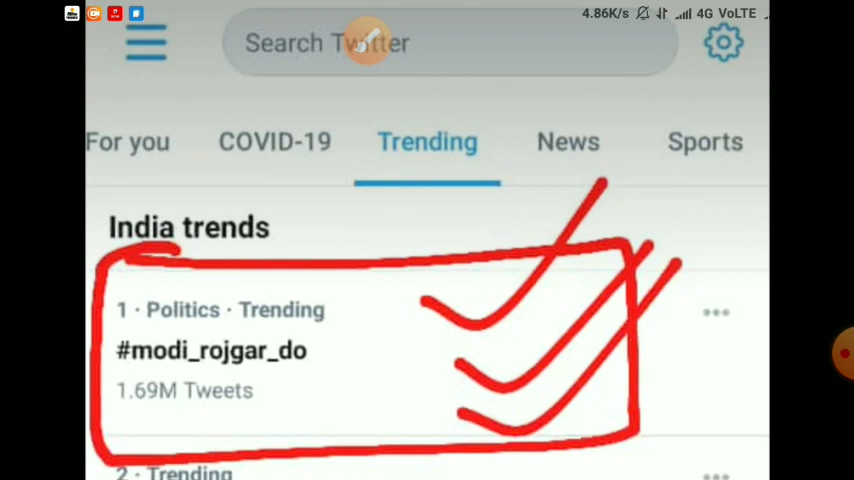 4.86K/s 4G VoLTE
Search Twitter
For you COVID-19 Trending News Sports
India trends
1 · Politics · Trending
#modi_rojgar_do
1.69M Tweets
2 · Trending